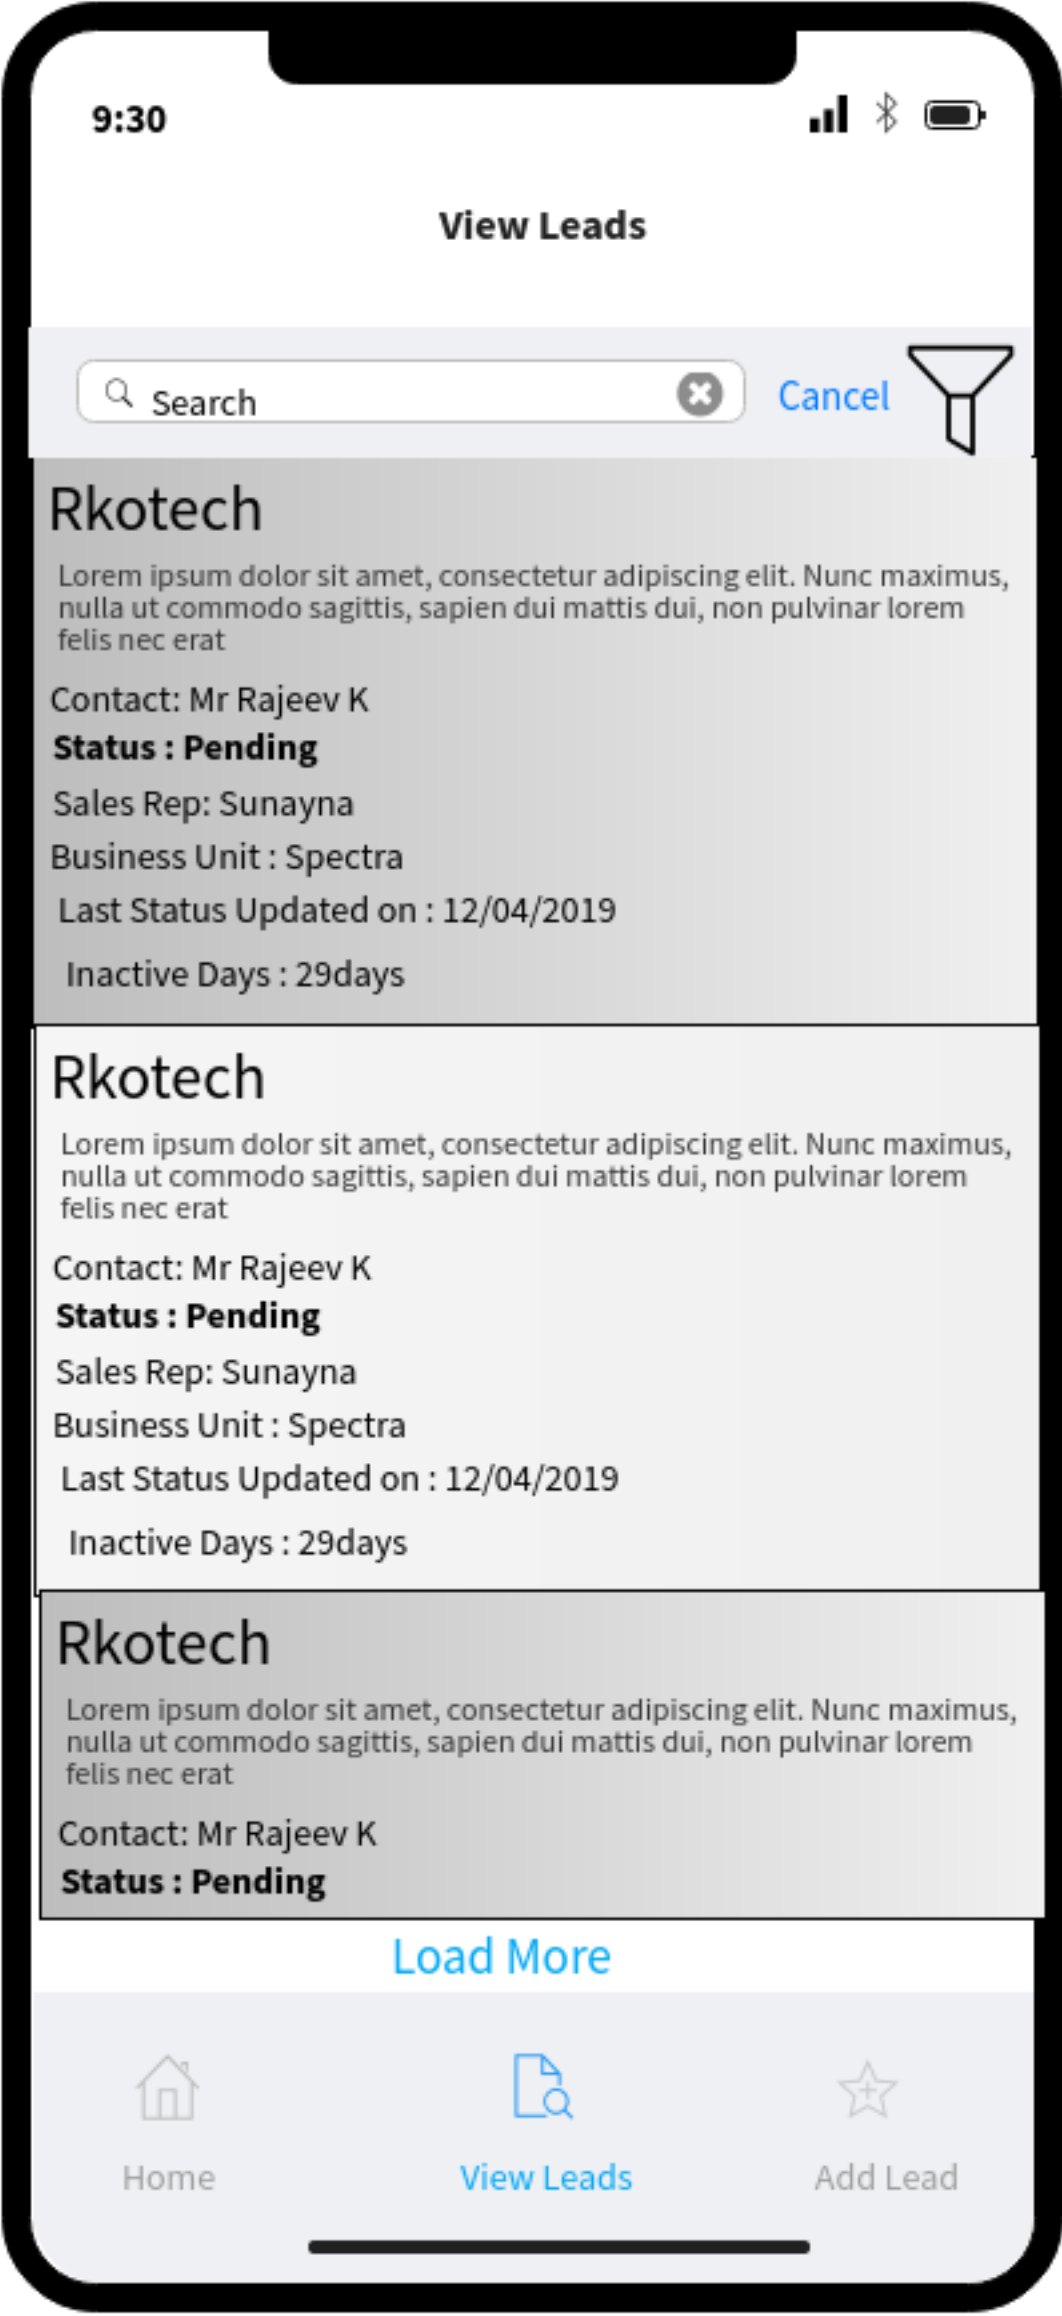 9:30
View Leads
Search
Cancel
Rkotech
Lorem ipsum dolor sit amet, consectetur adipiscing elit. Nunc maximus,
nulla ut commodo sagittis, sapien dui mattis dui, non pulvinar lorem
felis nec erat
Contact: Mr Rajeev K
Status : Pending
Sales Rep: Sunayna
Business Unit : Spectra
Last Status Updated on : 12/04/2019
Inactive Days : 29days
Rkotech
Lorem ipsum dolor sit amet, consectetur adipiscing elit. Nunc maximus,
nulla ut commodo sagittis, sapien dui mattis dui, non pulvinar lorem
felis nec erat
Contact: Mr Rajeev K
Status : Pending
Sales Rep: Sunayna
Business Unit : Spectra
Last Status Updated on : 12/04/2019
Inactive Days : 29days
Rkotech
Lorem ipsum dolor sit amet, consectetur adipiscing elit. Nunc maximus,
nulla ut commodo sagittis, sapien dui mattis dui, non pulvinar lorem
felis nec erat
Contact: Mr Rajeev K
Status : Pending
Load More
Home
View Leads
Add Lead